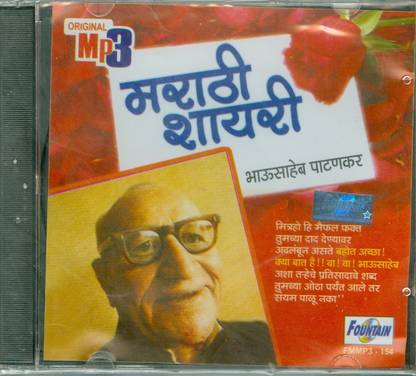 ORIGINAL
Mp3
मराठी
शायरी
भाऊसाहेब पाटणकर
मित्रहो हि मेफल फक्त
तुमच्या दाद देण्यावर
अवलंबून असते बहोत अच्छा!
क्या बात है!! वा! वा! भाऊसाहेब
अशा तऱ्हेचे प्रतिसादाचे शब्द
तुमच्या ओठा पर्यंत आले तर
संयम पाळू नका"
FOUNTAIN
FMMP3 - 154